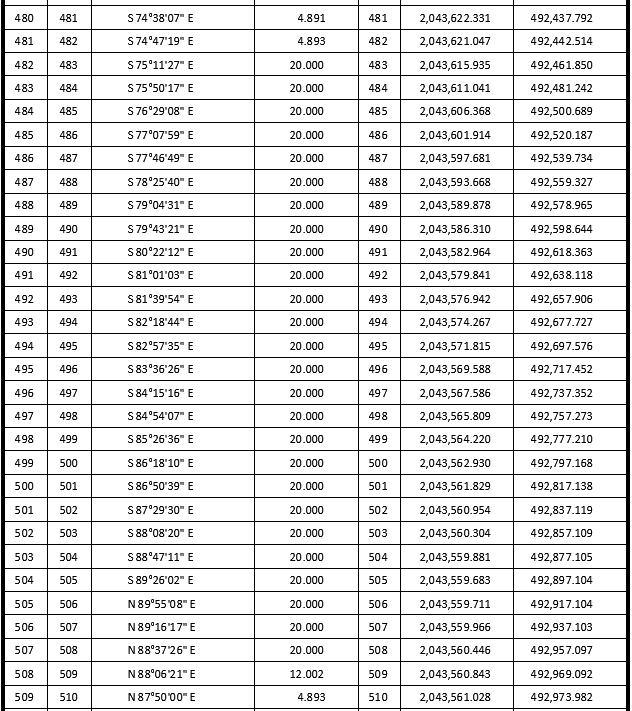 480 481 S 74°38'07" E 4.891 481 2,043,622.331 492,437.792
481 482 S 74°47'19" E 4.893 482 2,043,621.047 492,442.514
482 483 S 75°11'27" E 20.000 483 2,043,615.935 492,461.850
483 484 S 75°50'17" E 20.000 484 2,043,611.041 492,481.242
484 485 S 76°29'08" E 20.000 485 2,043,606.368 492,500.689
485 486 S 77°07'59" E 20.000 486 2,043,601.914 492,520.187
486 487 S 77°46'49" E 20.000 487 2,043,597.681 492,539.734
487 488 S 78°25'40" E 20.000 488 2,043,593.668 492,559.327
488 489 S 79°04'31" E 20.000 489 2,043,589.878 492,578.965
489 490 S 79°43'21" E 20.000 490 2,043,586.310 492,598.644
490 491 S 80°22'12" E 20.000 491 2,043,582.964 492,618.363
491 492 S 81°01'03" E 20.000 492 2,043,579.841 492,638.118
492 493 S 81°39'54" E 20.000 493 2,043,576.942 492,657.906
493 494 S 82°18'44" E 20.000 494 2,043,574.267 492,677.727
494 495 S 82°57'35" E 20.000 495 2,043,571.815 492,697.576
495 496 S 83°36'26" E 20.000 496 2,043,569.588 492,717.452
496 497 S 84°15'16" E 20.000 497 2,043,567.586 492,737.352
497 498 S 84°54'07" E 20.000 498 2,043,565.809 492,757.273
498 499 S 85°26'36" E 20.000 499 2,043,564.220 492,777.210
499 500 S 86°18'10" E 20.000 500 2,043,562.930 492,797.168
500 501 S 86°50'39" E 20.000 501 2,043,561.829 492,817.138
501 502 S 87°29'30" E 20.000 502 2,043,560.954 492,837.119
502 503 S 88°08'20" E 20.000 503 2,043,560.304 492,857.109
503 504 S 88°47'11" E 20.000 504 2,043,559.881 492,877.105
504 505 S 89°26'02" E 20.000 505 2,043,559.683 492,897.104
505 506 N 89°55'08" E 20.000 506 2,043,559.711 492,917.104
506 507 N 89°16'17" E 20.000 507 2,043,559.966 492,937.103
507 508 N 88°37'26" E 20.000 508 2,043,560.446 492,957.097
508 509 N 88°06'21" E 12.002 509 2,043,560.843 492,969.092
509 510 N 87°50'00" E 4.893 510 2,043,561.028 492,973.982